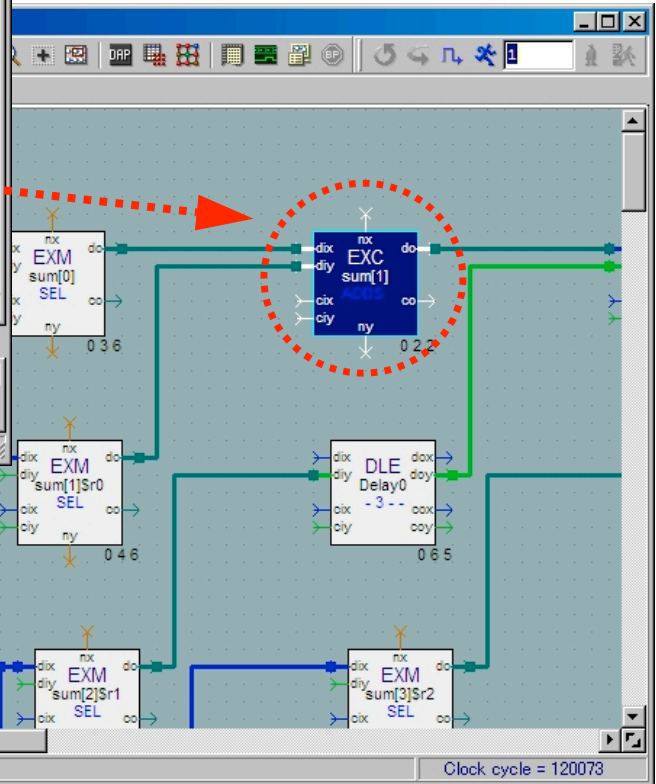 DAP
BP
1
nx
x EXM do
y sum[0]
SEL
x co
y
ny
0 3 6
nx
dix EXC do
diy sum[1]
ADDS
cix co
ciy
ny
0 2,2
nx
dix EXM do
diy sum[1]$r0
SEL
cix co
ciy
ny
0 4 6
dix DLE dox
diy Delay0 doy
- 3 - -
cix cox
ciy coy
0 6 5
nx
dix EXM do
diy sum[2]$r1
SEL
cix co
nx
dix EXM do
diy sum[3]$r2
SEL
cix co
Clock cycle = 120073